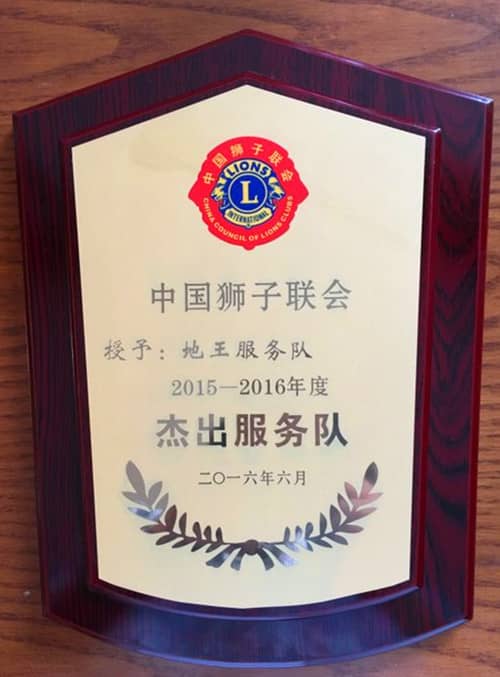 中国狮子联会
LIONS
L
INTERNATIONAL
CHINA COUNCIL OF LIONS CLUBS
中国狮子联会
授予：地王服务队
2015—2016年度
杰出服务队
二〇一六年六月